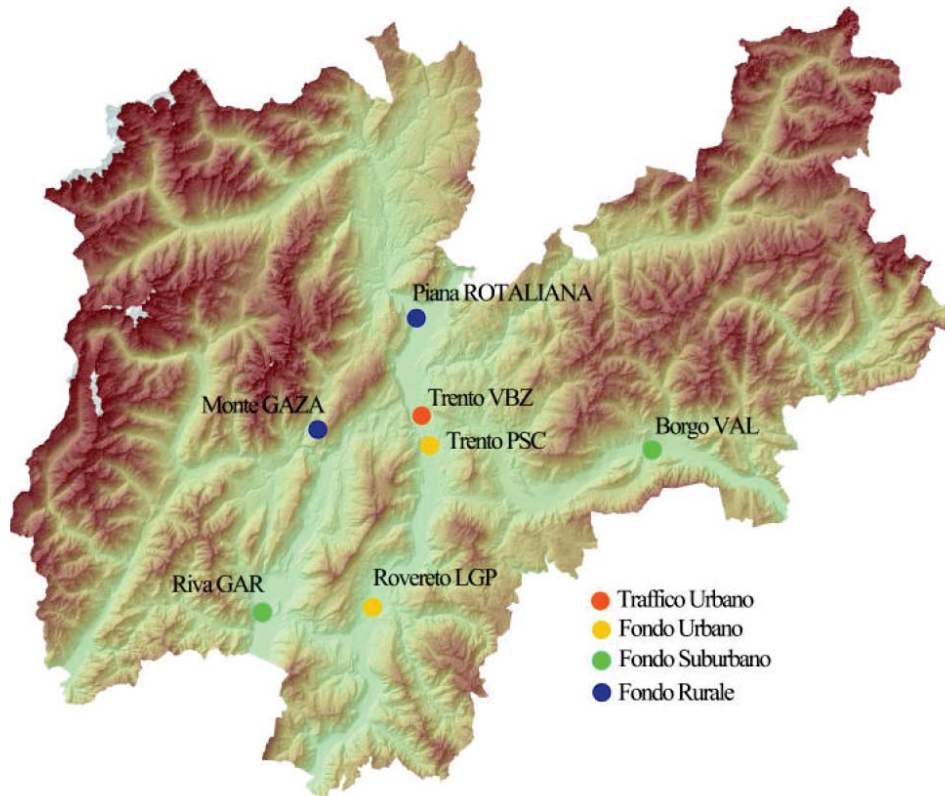 Piana ROTALIANA
Monte GAZA
Trento VBZ
Trento PSC
Borgo VAL
Riva GAR
Rovereto LGP
Traffico Urbano
Fondo Urbano
Fondo Suburbano
Fondo Rurale